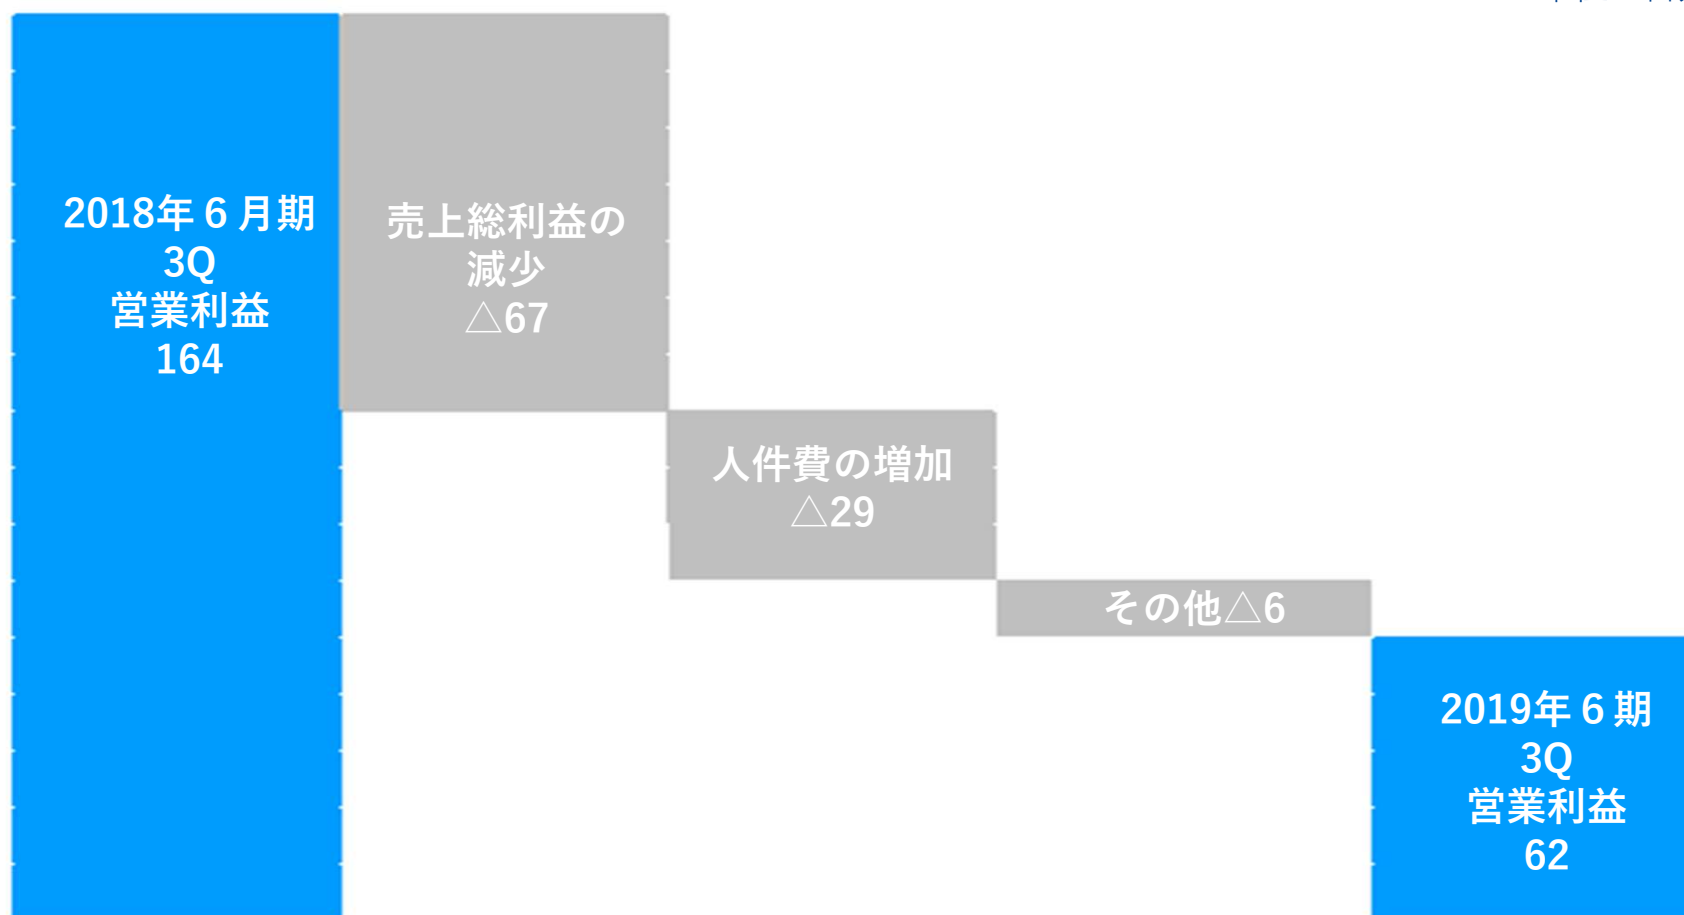 2018年６月期
3Q
営業利益
164
売上総利益の
減少
△67
人件費の増加
△29
その他△6
2019年６期
3Q
営業利益
62